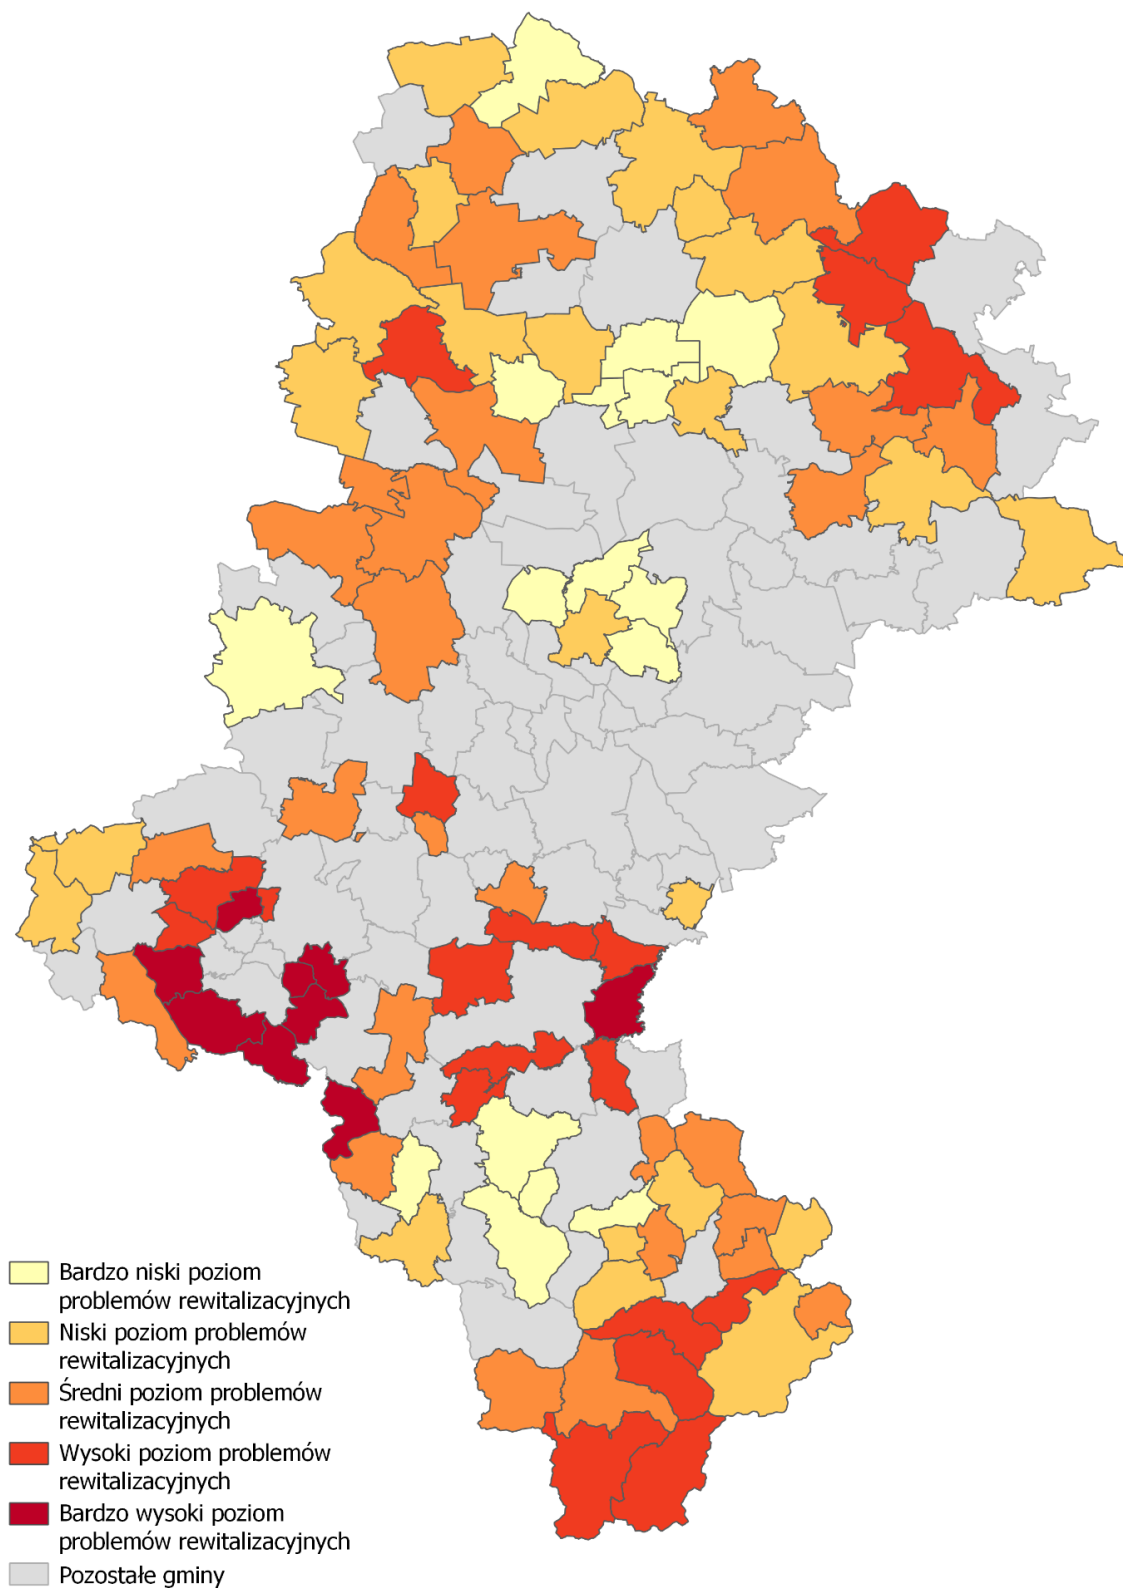 Bardzo niski poziom
problemów rewitalizacyjnych
Niski poziom problemów
rewitalizacyjnych
Średni poziom problemów
rewitalizacyjnych
Wysoki poziom problemów
rewitalizacyjnych
Bardzo wysoki poziom
problemów rewitalizacyjnych
Pozostałe gminy